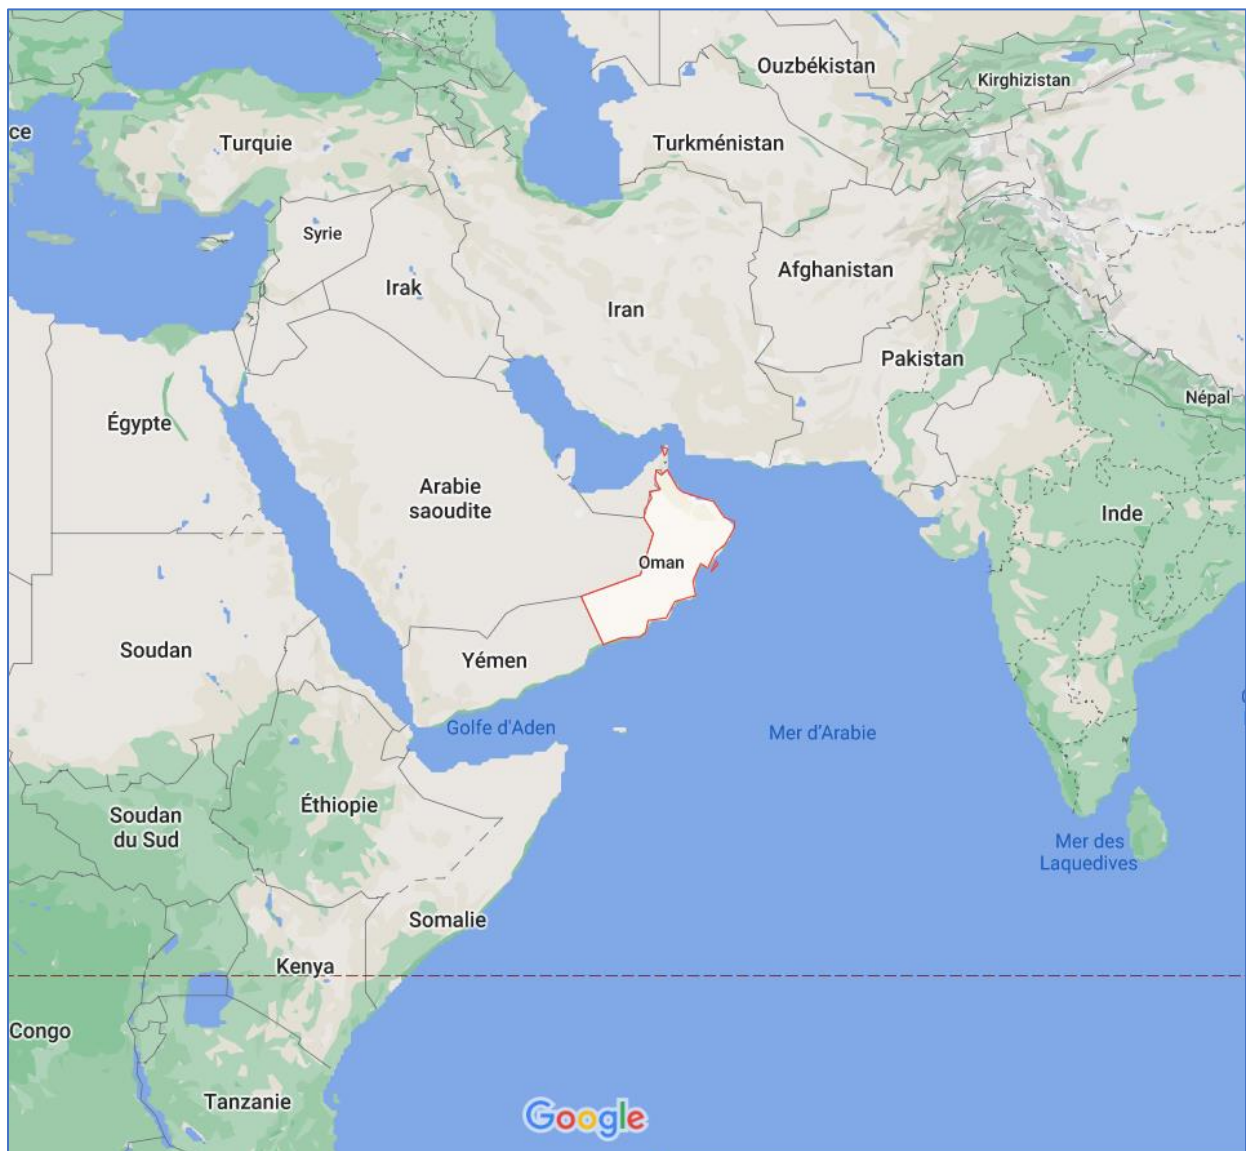 Ouzbékistan
Kirghizistan
ce
Turquie
Turkménistan
Syrie
Afghanistan
Irak
Iran
Pakistan
Népal
Égypte
Arabie
saoudite
Inde
Oman
Soudan
Yémen
Golfe d'Aden
Mer d'Arabie
Éthiopie
Soudan
du Sud
Mer des
Laquedives
Somalie
Kenya
Congo
Tanzanie
Google